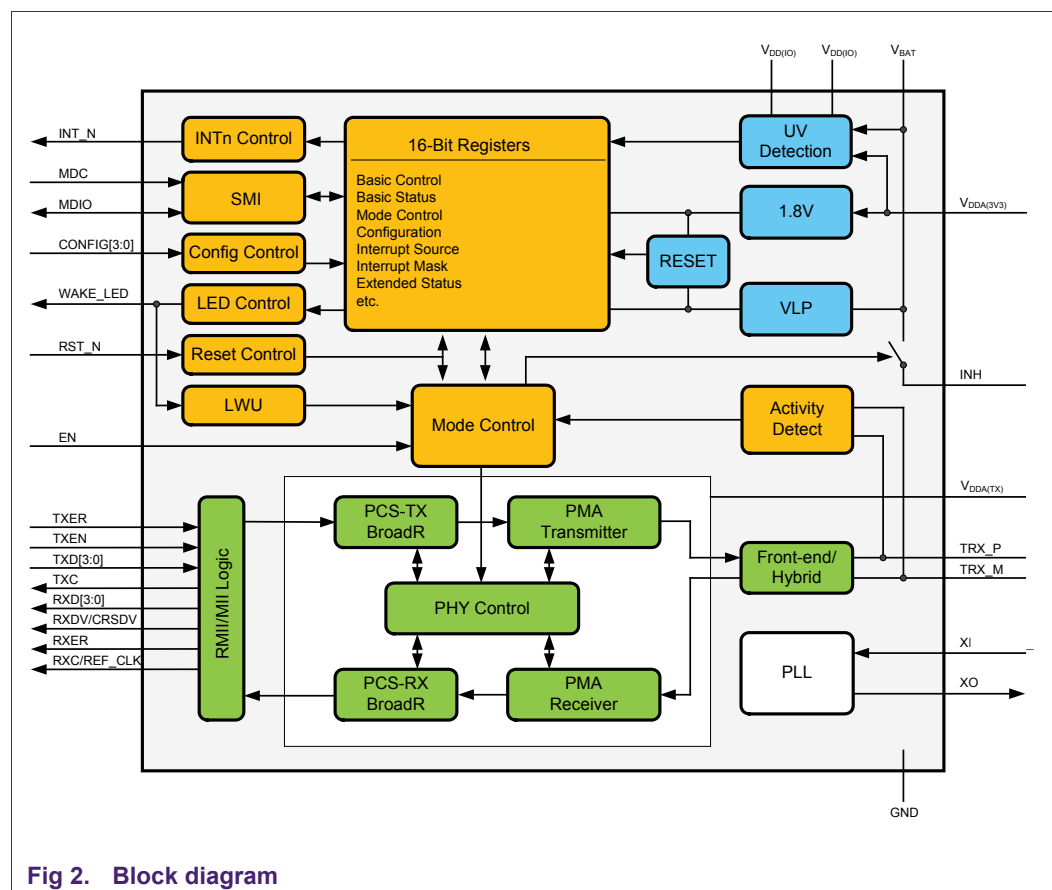 VDD(IO) VDD(IO) VBAT
INT_N
INTn Control
MDC
MDIO
SMI
CONFIG[3:0]
Config Control
WAKE_LED
LED Control
RST_N
Reset Control
LWU
EN
16-Bit Registers
Basic Control
Basic Status
Mode Control
Configuration
Interrupt Source
Interrupt Mask
Extended Status
etc.
UV
Detection
1.8V
VDDA(3V3)
RESET
VLP
INH
Mode Control
Activity
Detect
VDDA(TX)
TXER
TXEN
TXD[3:0]
TXC
RXD[3:0]
RXDV/CRSDV
RXER
RXC/REF_CLK
RMII/MII Logic
PCS-TX
BroadR
PMA
Transmitter
PHY Control
PCS-RX
BroadR
PMA
Receiver
Front-end/
Hybrid
TRX_P
TRX_M
PLL
XI
XO
GND
Fig 2. Block diagram